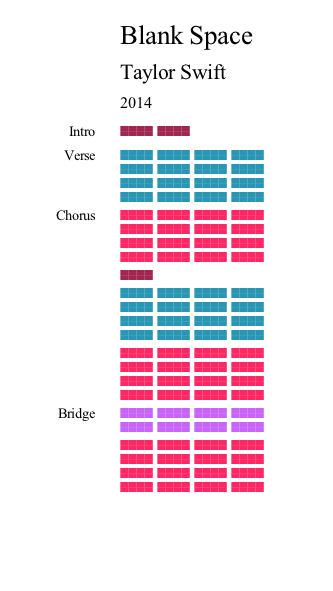 Blank Space
Taylor Swift
2014
Intro
Verse
Chorus
Bridge